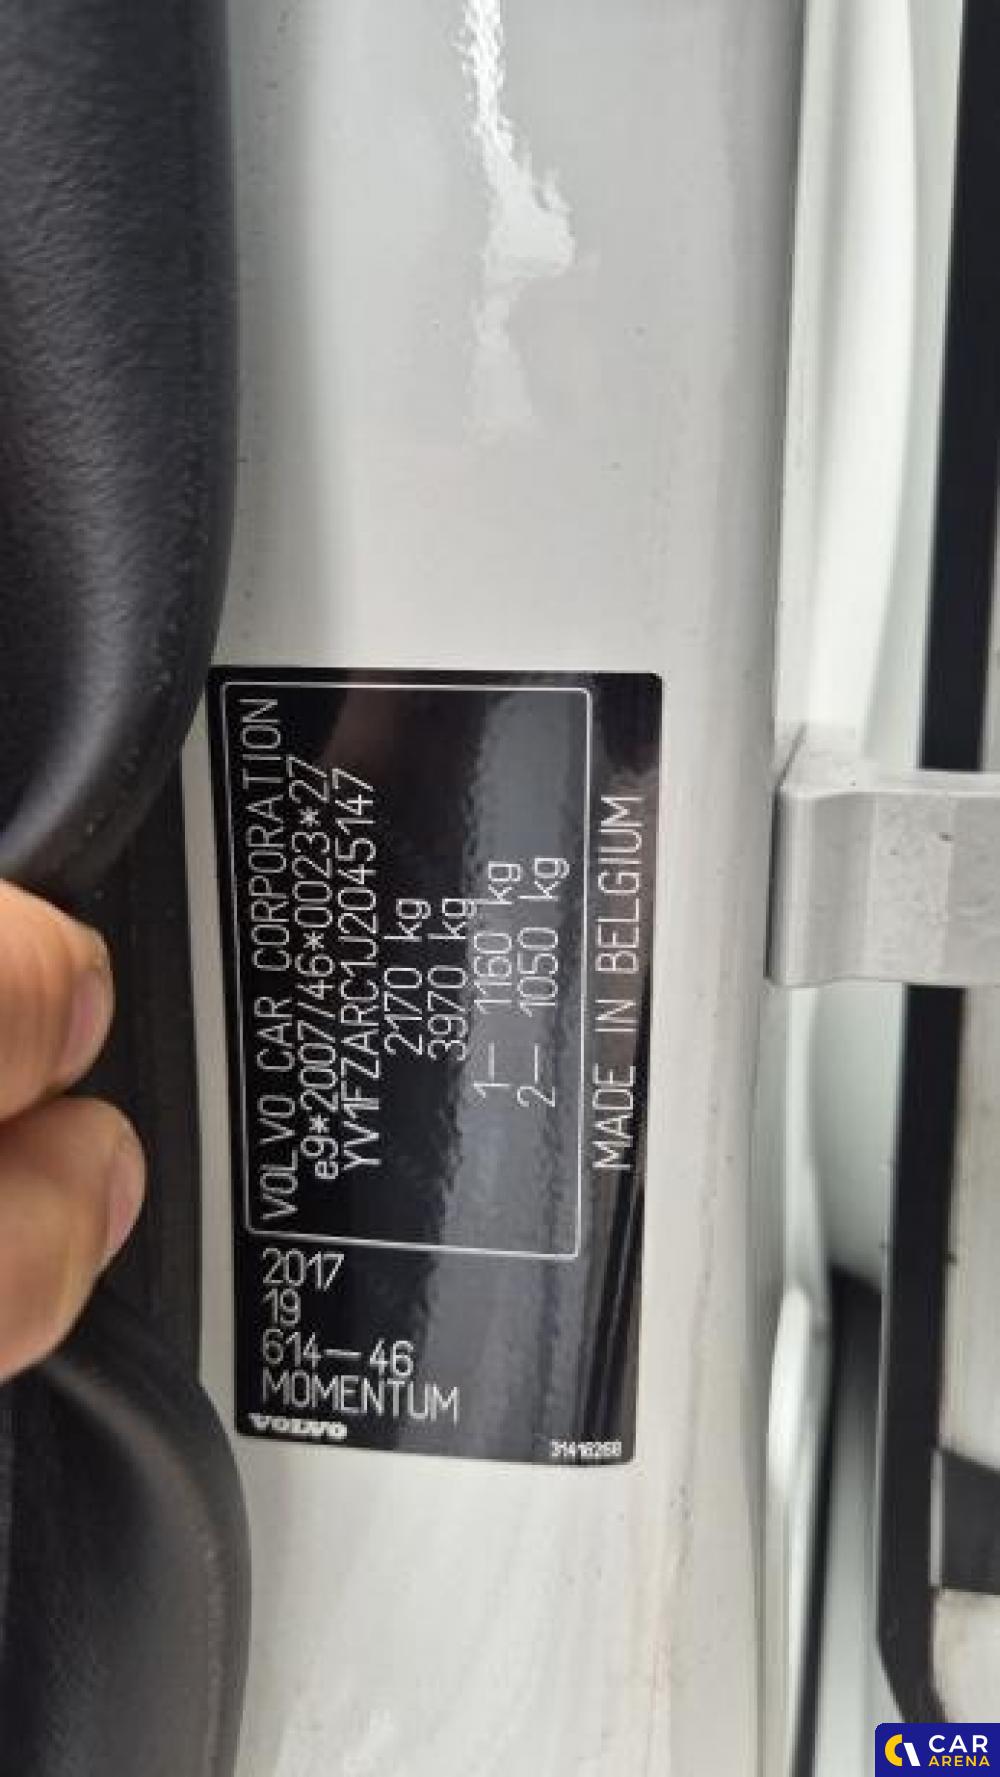 VOLVO CAR CORPORATION
e9*2007/46*0023*27
YV1FZARC1J2045147
2170 kg
3970 kg
1– 1160 kg
2– 1050 kg
MADE IN BELGIUM
2017
19
614–46
MOMENTUM
VOLVO
31416268
CAR
ARENA